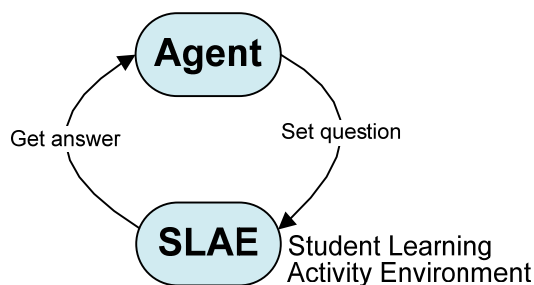 Agent
Get answer
Set question
SLAE
Student Learning
Activity Environment